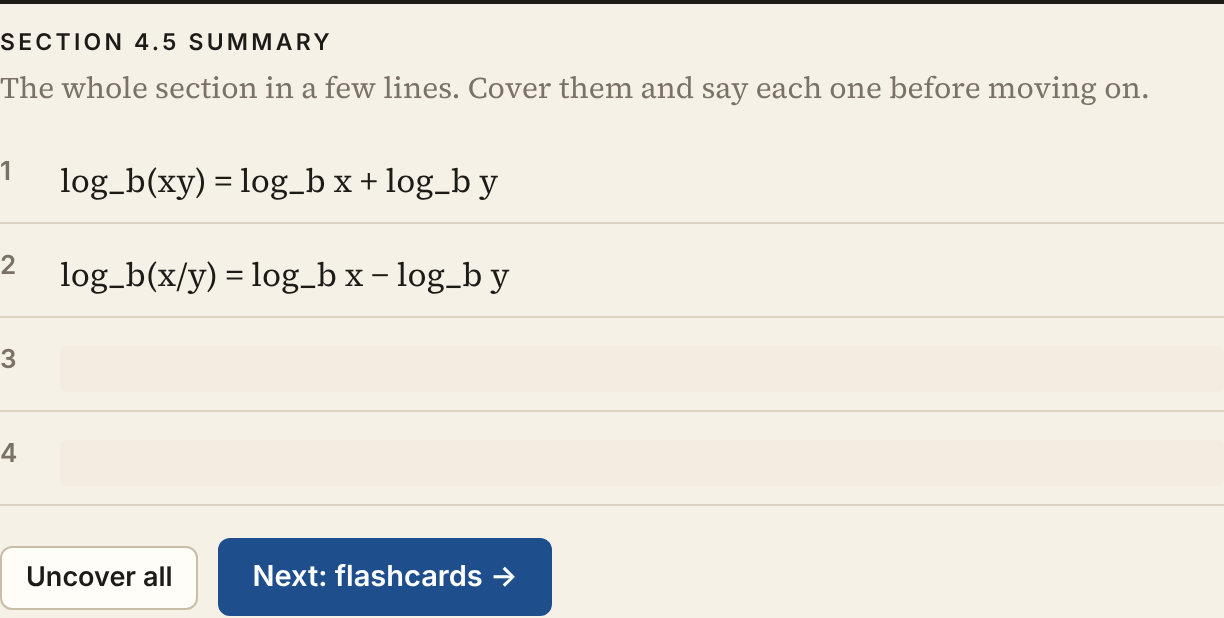 SECTION 4.5 SUMMARY
The whole section in a few lines. Cover them and say each one before moving on.
1 log_b(xy) = log_b x + log_b y
2 log_b(x/y) = log_b x − log_b y
3
4
Uncover all Next: flashcards →